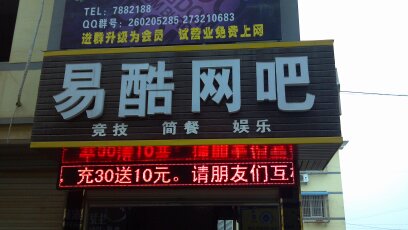 TEL: 7882188
QQ群号: 260205285 273210683
进群升级为会员 试营业免费上网
易酷网吧
竞技 简餐 娱乐
充30送10元。请朋友们互